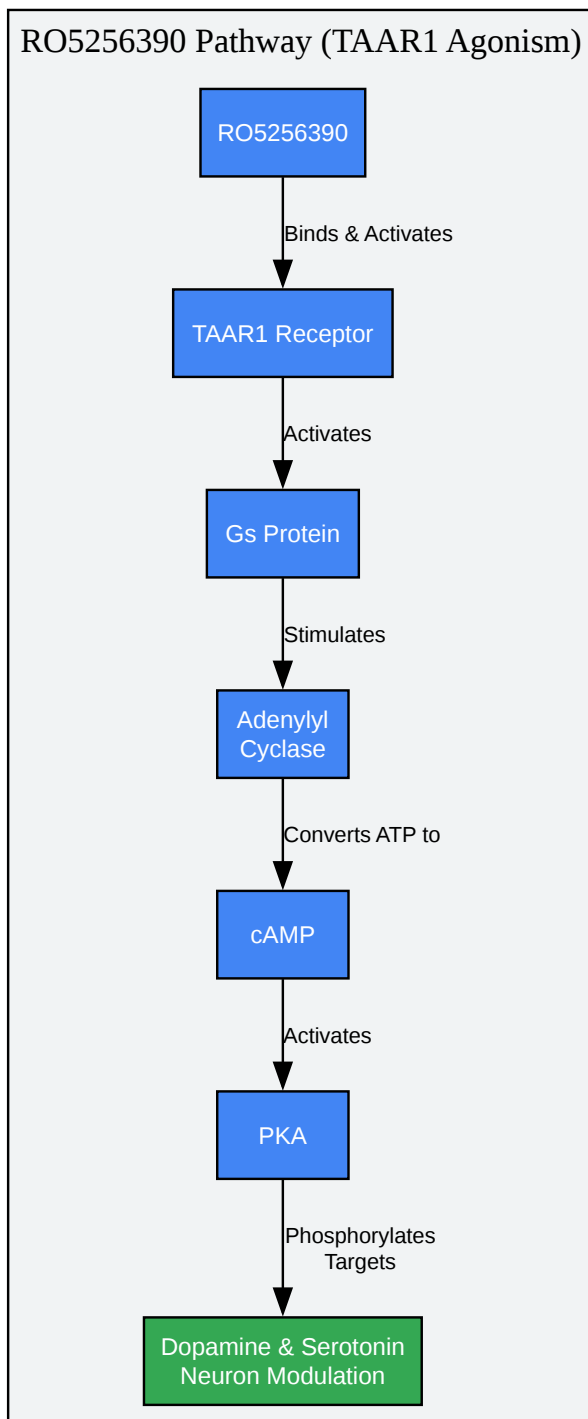 RO5256390 Pathway (TAAR1 Agonism)
RO5256390
Binds & Activates
TAAR1 Receptor
Activates
Gs Protein
Stimulates
Adenylyl
Cyclase
Converts ATP to
cAMP
Activates
PKA
Phosphorylates
Targets
Dopamine & Serotonin
Neuron Modulation